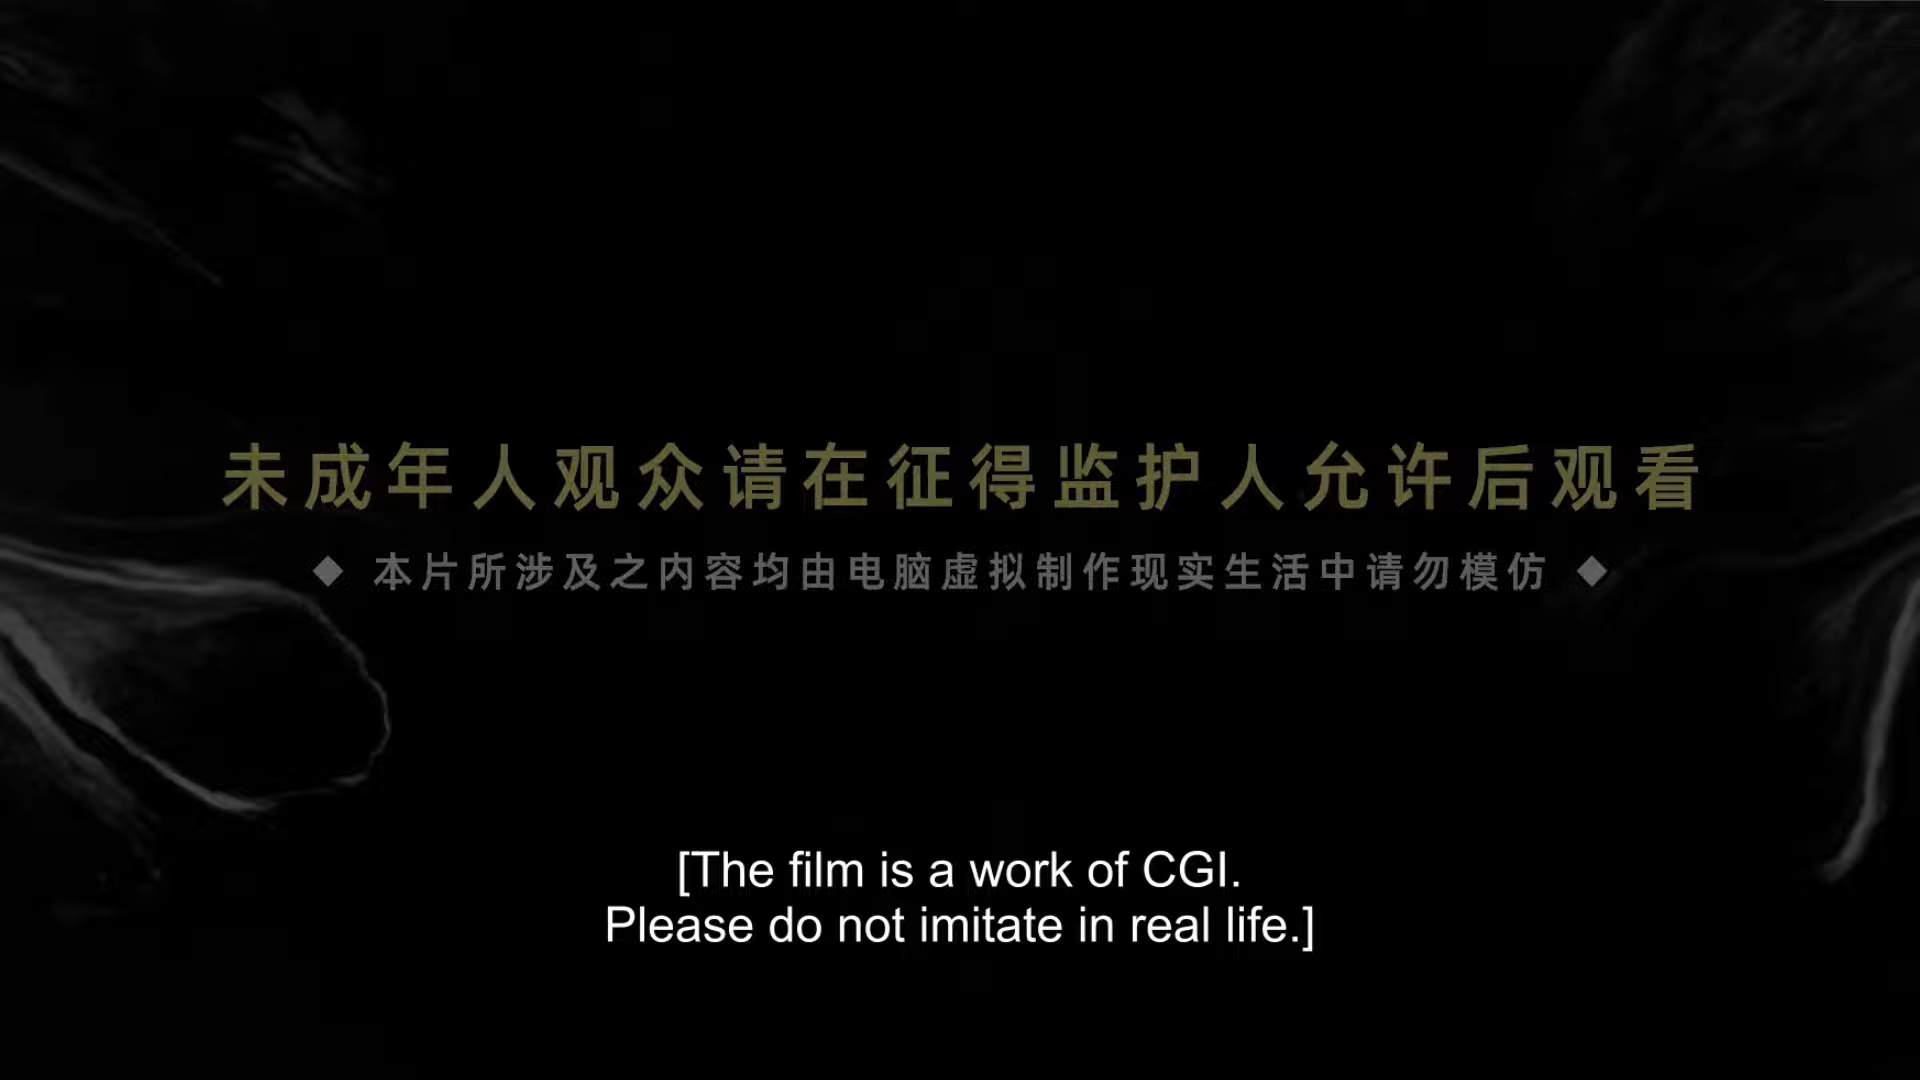 未成年人观众请在征得监护人允许后观看
◆ 本片所涉及之内容均由电脑虚拟制作现实生活中请勿模仿 ◆
[The film is a work of CGI.
Please do not imitate in real life.]